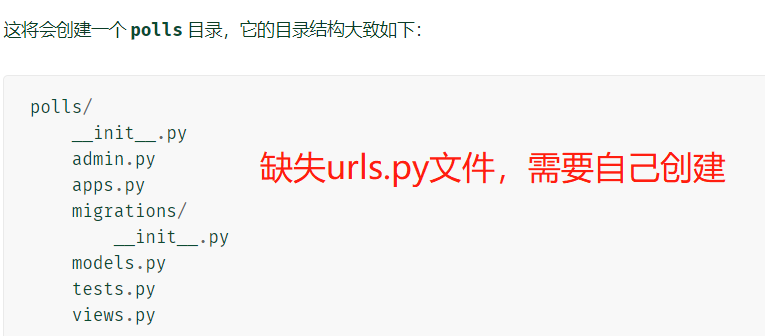 这将会创建一个 polls 目录，它的目录结构大致如下：
polls/
__init__.py
admin.py
缺失urls.py文件，需要自己创建
apps.py
migrations/
__init__.py
models.py
tests.py
views.py